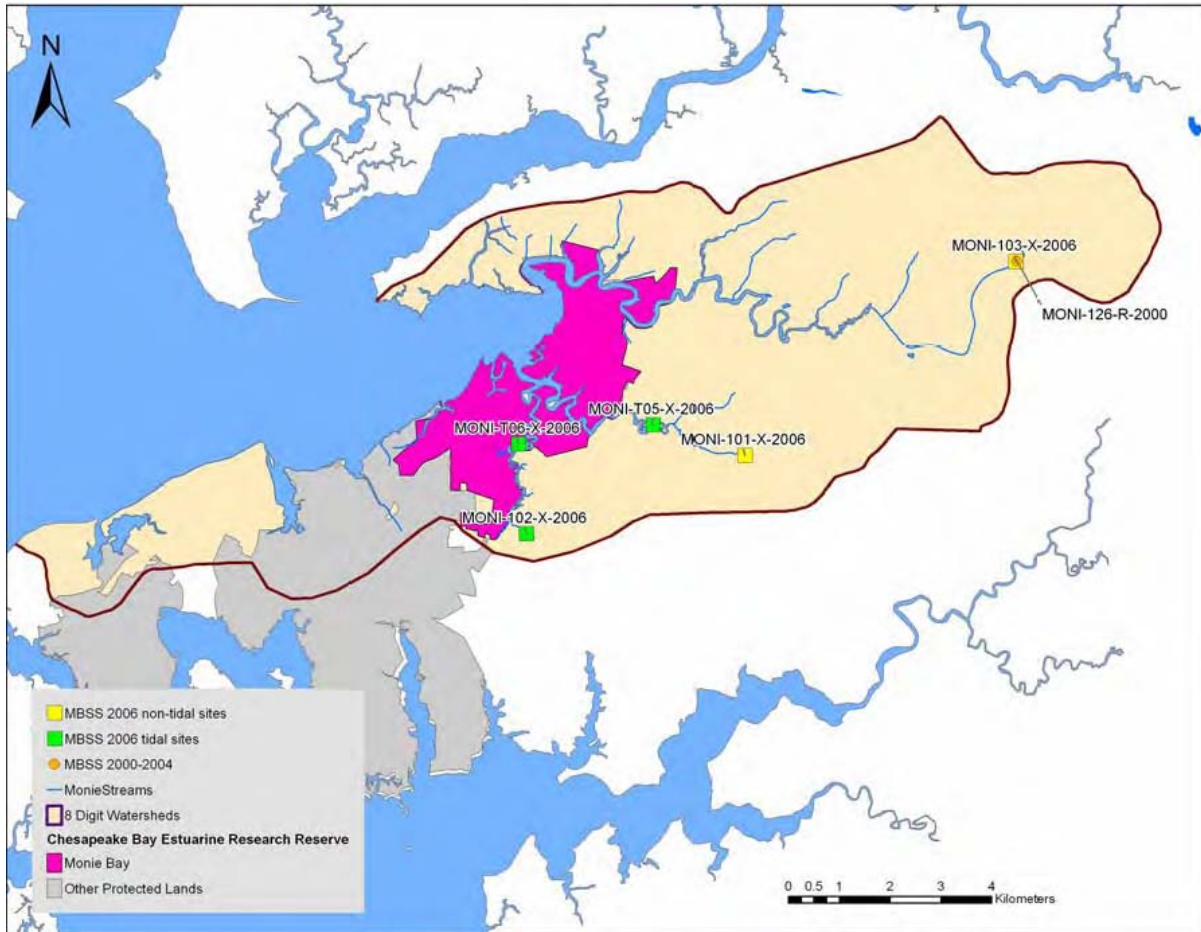 N
MONI-103-X-2006
MONI-126-R-2000
MONI-T05-X-2006
MONI-T06-X-2006
MONI-101-X-2006
MONI-102-X-2006
MBSS 2006 non-tidal sites
MBSS 2006 tidal sites
MBSS 2000-2004
MonieStreams
8 Digit Watersheds
Chesapeake Bay Estuarine Research Reserve
Monie Bay
Other Protected Lands
0 0.5 1 2 3 4
Kilometers